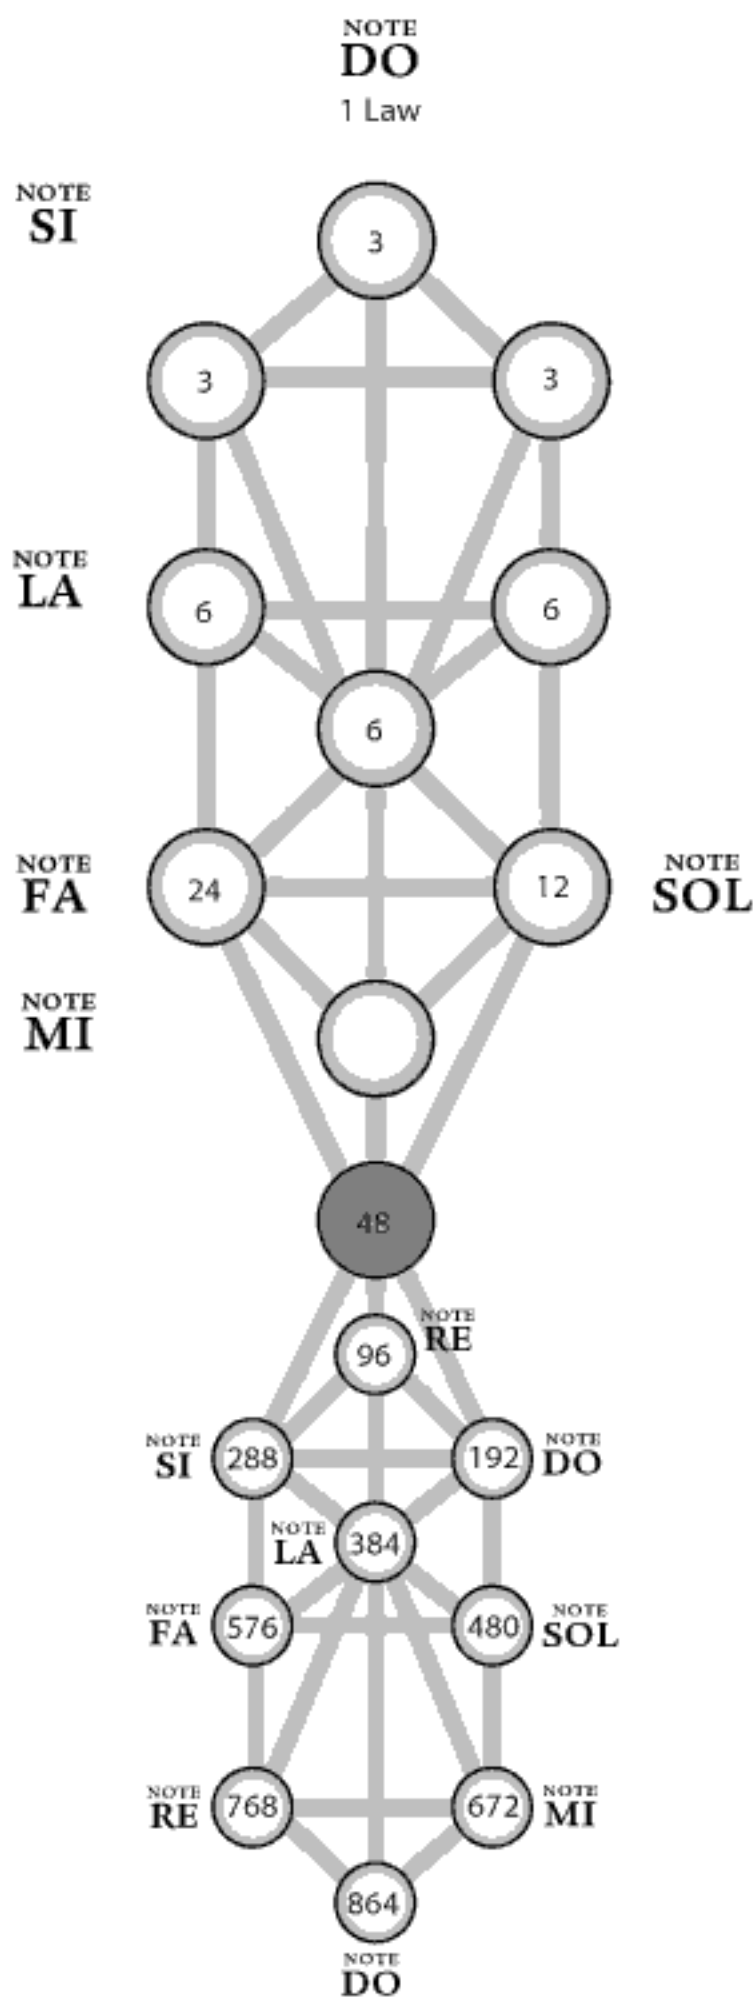 NOTE
DO
1 Law
NOTE
SI
3
3
3
NOTE
LA
6
6
6
NOTE
FA
24
12
NOTE
SOL
NOTE
MI
48
NOTE
RE
96
NOTE
SI
288
192
NOTE
DO
NOTE
LA
384
NOTE
FA
576
480
NOTE
SOL
NOTE
RE
768
672
NOTE
MI
864
NOTE
DO